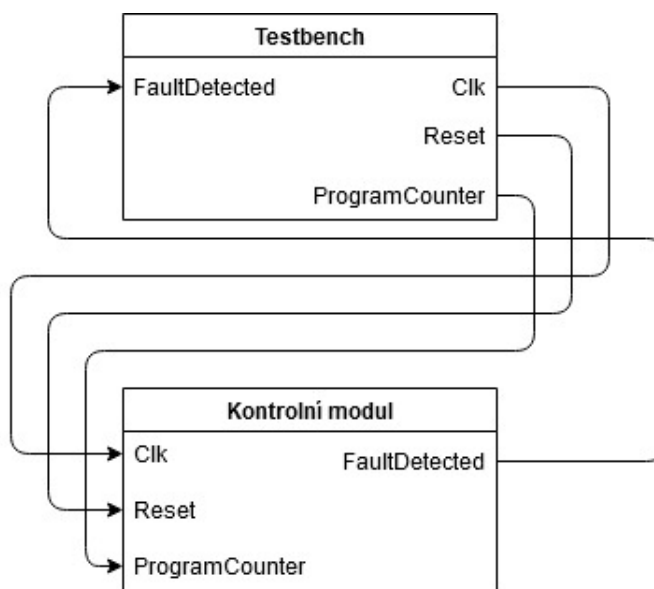 Testbench
FaultDetected Clk
Reset
ProgramCounter
Kontrolní modul
Clk FaultDetected
Reset
ProgramCounter